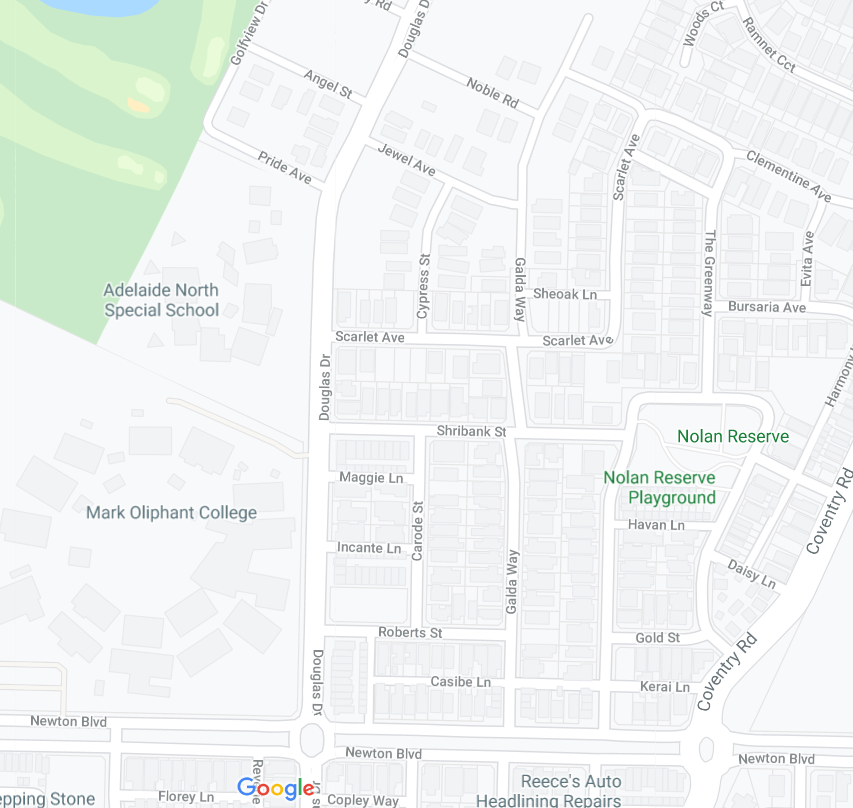 Golfview Dr
Rd
Douglas D
Woods Ct
Ramnet Cct
Angel St
Noble Rd
Jewel Ave
Pride Ave
Scarlet Ave
Clementine Ave
The Greenway
Evita Ave
Galda Way
Cypress St
Adelaide North
Special School
Sheoak Ln
Bursaria Ave
Scarlet Ave
Scarlet Ave
Harmony
Douglas Dr
Shribank St
Nolan Reserve
Maggie Ln
Nolan Reserve
Playground
Coventry Rd
Mark Oliphant College
Carode St
Havan Ln
Incante Ln
Galda Way
Daisy Ln
Roberts St
Gold St
Coventry Rd
Douglas Dr
Casibe Ln
Kerai Ln
Newton Blvd
Newton Blvd
Newton Blvd
Reece's Auto
Headlining Repairs
epping Stone
Florey Ln
Google
Copley Way